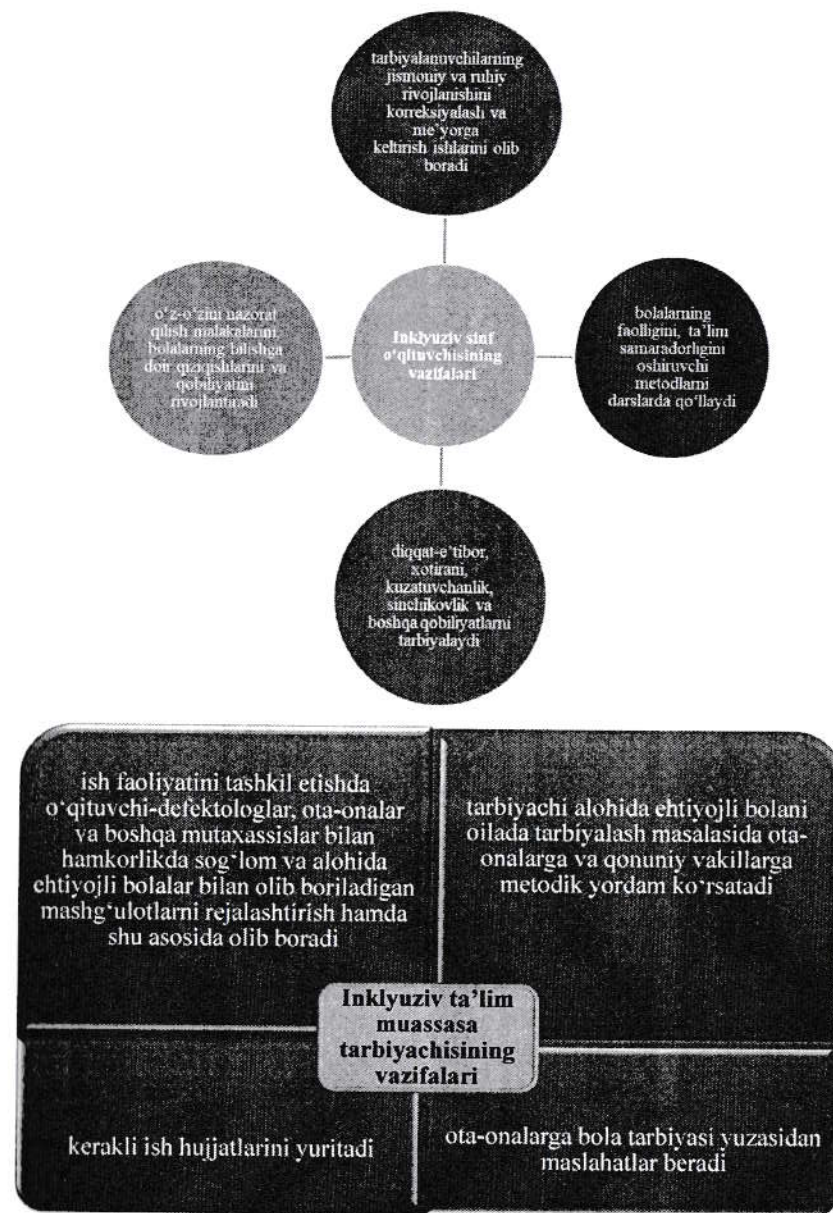 tarbiyalanuvchilarning
jismoniy va ruhiy
rivojlanishini
korreksiyalash va
me’yorga
keltirish ishlarini olib
boradi
o‘z-o‘zini nazorat
qilish malakalarini,
bolalarning bilishga
doir qiziqishlarini va
qobiliyatini
rivojlantiradi
Inklyuziv sinf
o‘qituvchisining
vazifalari
bolalarning
faolligini, ta’lim
samaradorligini
oshiruvchi
metodlarni
darslarda qo‘llaydi
diqqat-e’tibor,
xotirani,
kuzatuvchanlik,
sinchikovlik va
boshqa qobiliyatlarni
tarbiyalaydi
ish faoliyatini tashkil etishda
o‘qituvchi-defektologlar, ota-onalar
va boshqa mutaxassislar bilan
hamkorlikda sog‘lom va alohida
ehtiyojli bolalar bilan olib boriladigan
mashg‘ulotlarni rejalashtirish hamda
shu asosida olib boradi
tarbiyachi alohida ehtiyojli bolani
oilada tarbiyalash masalasida ota-
onalarga va qonuniy vakillarga
metodik yordam ko‘rsatadi
Inklyuziv ta’lim
muassasa
tarbiyachisining
vazifalari
kerakli ish hujjatlarini yuritadi
ota-onalarga bola tarbiyasi yuzasidan
maslahatlar beradi